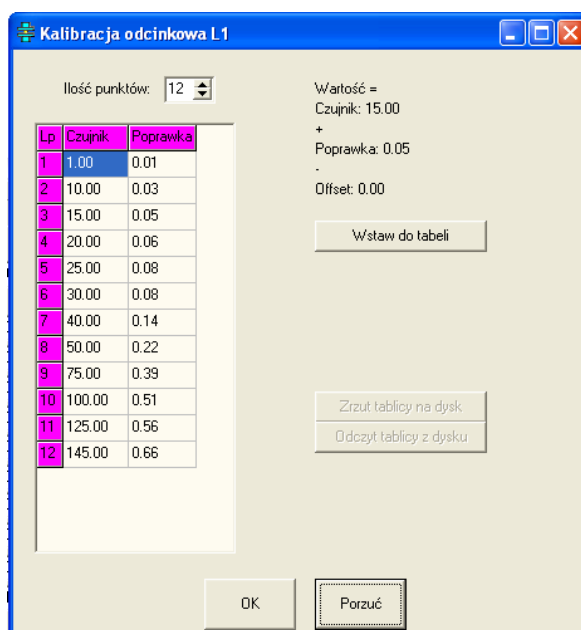 Kalibracja odcinkowa L1
Ilość punktów: 12
Lp Czujnik Poprawka
1 1.00 0.01
2 10.00 0.03
3 15.00 0.05
4 20.00 0.06
5 25.00 0.08
6 30.00 0.08
7 40.00 0.14
8 50.00 0.22
9 75.00 0.39
10 100.00 0.51
11 125.00 0.56
12 145.00 0.66
Wartość =
Czujnik: 15.00
+
Poprawka: 0.05
-
Offset: 0.00
Wstaw do tabeli
Zrzut tablicy na dysk
Odczyt tablicy z dysku
OK
Porzuć